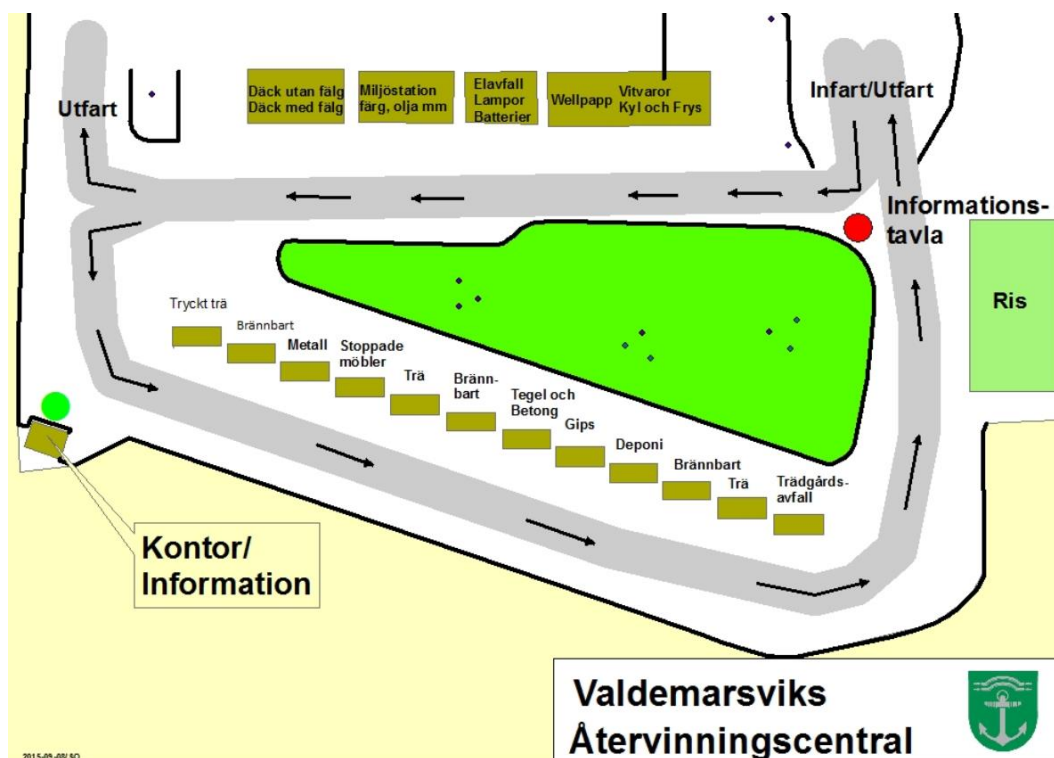 Utfart
Däck utan fälg
Däck med fälg
Miljöstation
färg, olja mm
Elavfall
Lampor
Batterier
Wellpapp
Vitvaror
Kyl och Frys
Infart/Utfart
Informations-
tavla
Ris
Tryckt trä
Brännbart
Metall
Stoppade
möbler
Trä
Bränn-
bart
Tegel och
Betong
Gips
Deponi
Brännbart
Trä
Trädgårds-
avfall
Kontor/
Information
Valdemarsviks
Återvinningscentral